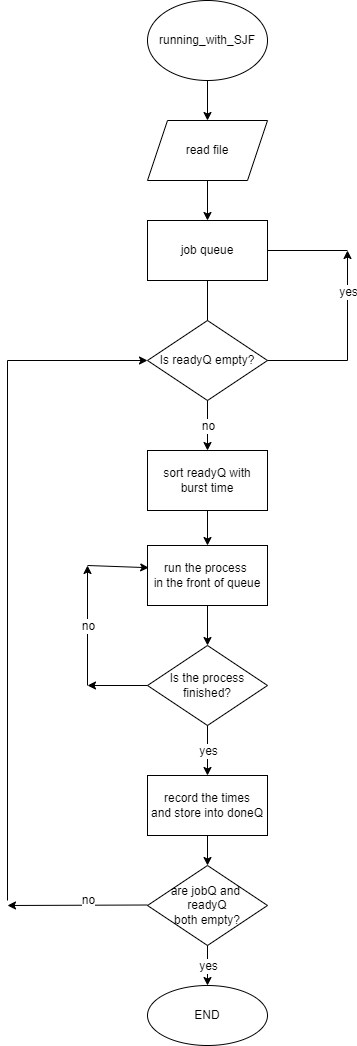 running_with_SJF
read file
job queue
yes
Is readyQ empty?
no
sort readyQ with
burst time
run the process
in the front of queue
no
Is the process
finished?
yes
record the times
and store into doneQ
are jobQ and
readyQ
both empty?
no
yes
END